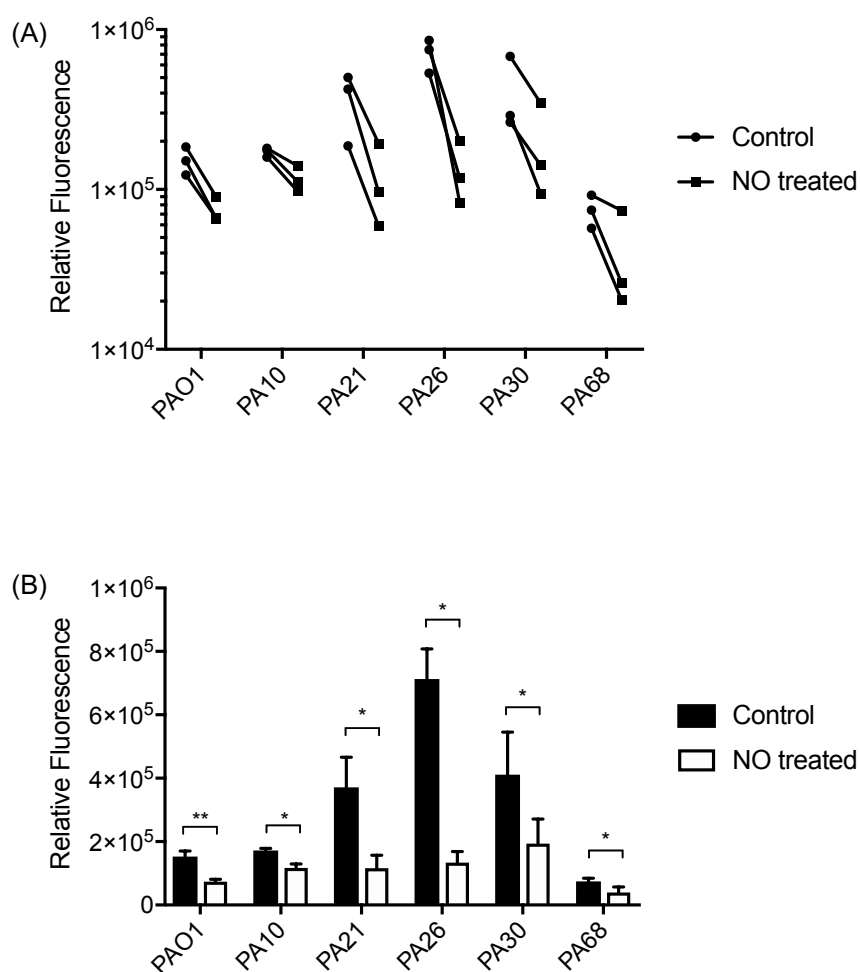 (A)
Relative Fluorescence
1×10⁶
1×10⁵
1×10⁴
PAO1
PA10
PA21
PA26
PA30
PA68
Control
NO treated
(B)
Relative Fluorescence
1×10⁶
8×10⁵
6×10⁵
4×10⁵
2×10⁵
0
**
*
*
*
*
*
PAO1
PA10
PA21
PA26
PA30
PA68
Control
NO treated